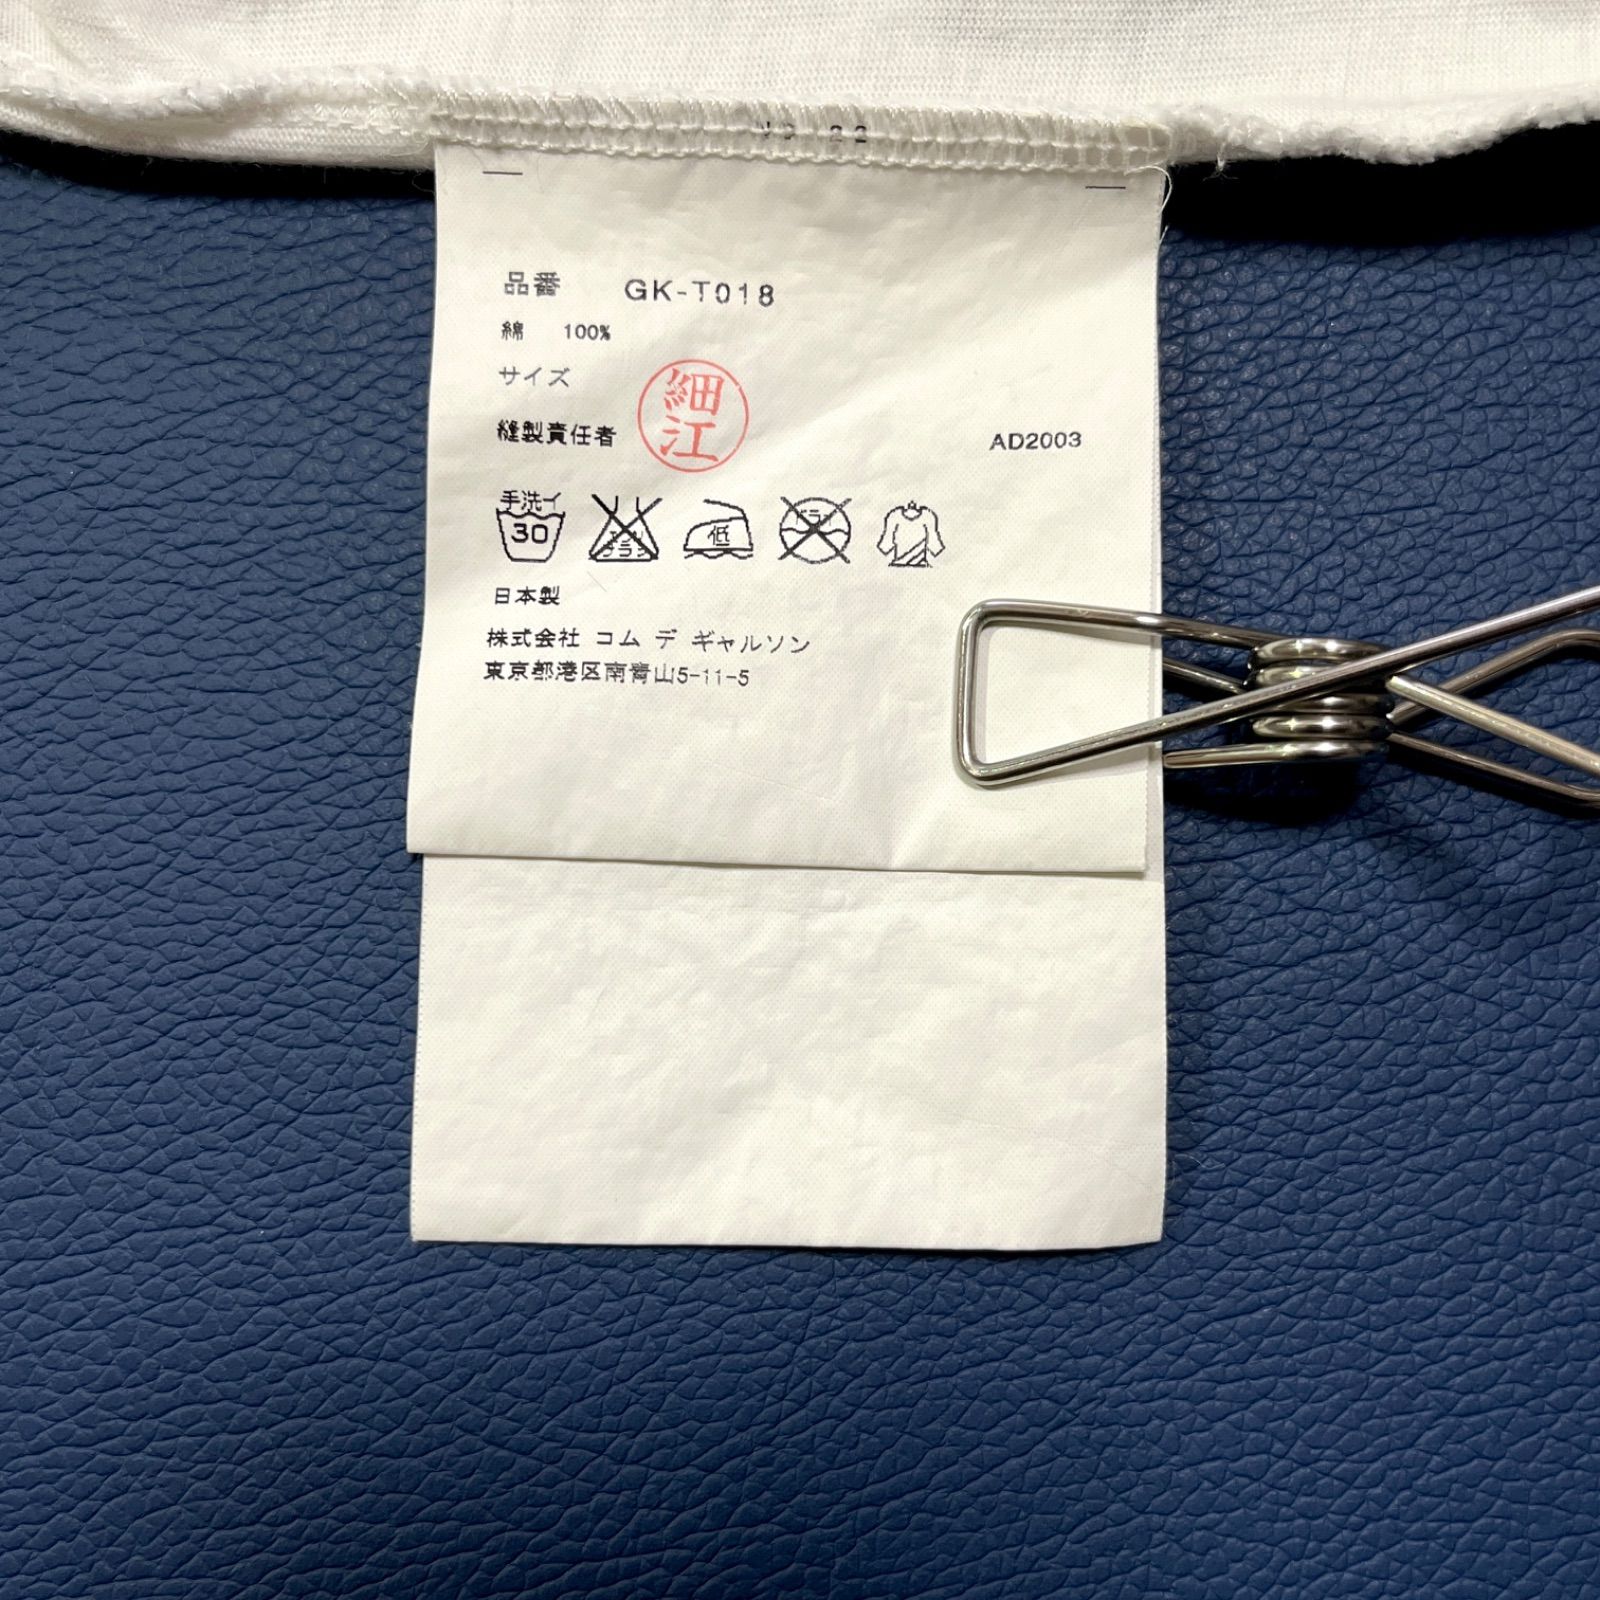 品番 GK-T018
綿 100%
サイズ
縫製責任者 細江 AD2003
手洗イ
30
低
日本製
株式会社 コム デ ギャルソン
東京都港区南青山5-11-5